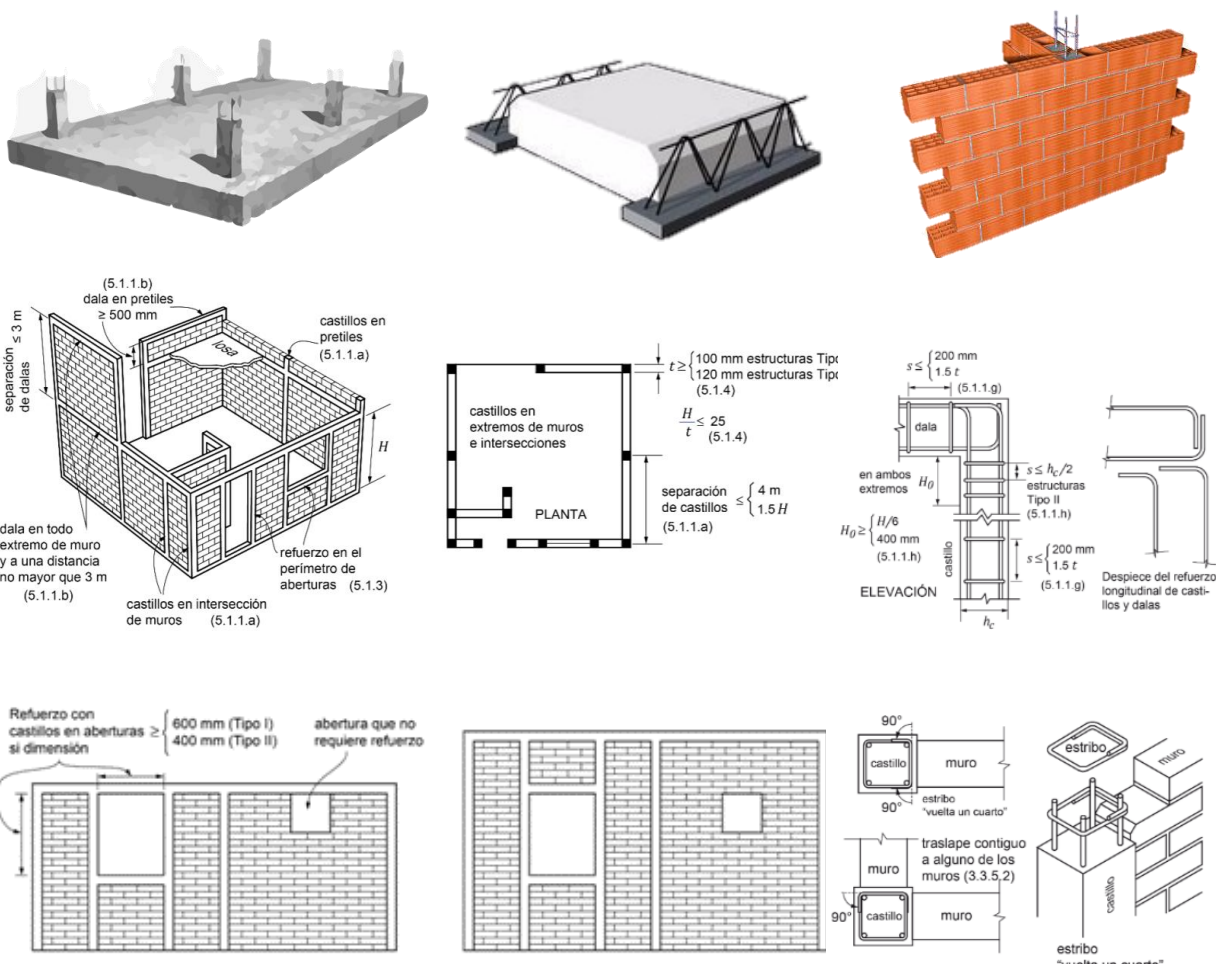 (5.1.1.b)
dala en pretiles
≥ 500 mm
separación ≤ 3 m
de dalas
losa
castillos en
pretiles
(5.1.1.a)
H
dala en todo
extremo de muro
y a una distancia
no mayor que 3 m
(5.1.1.b)
castillos en intersección
de muros (5.1.1.a)
refuerzo en el
perímetro de
aberturas (5.1.3)
castillos en
extremos de muros
e intersecciones
PLANTA
t ≥ { 100 mm estructuras Tipo
120 mm estructuras Tipo
(5.1.4)
H/t ≤ 25
(5.1.4)
separación
de castillos ≤ { 4 m
1.5 H
(5.1.1.a)
s ≤ { 200 mm
1.5 t
(5.1.1.g)
dala
en ambos
extremos
H0
H0 ≥ { H/6
400 mm
(5.1.1.h)
s ≤ hc/2
estructuras
Tipo II
(5.1.1.h)
s ≤ { 200 mm
1.5 t
(5.1.1.g)
castillo
ELEVACIÓN
hc
Despiece del refuerzo
longitudinal de casti-
llos y dalas
Refuerzo con
castillos en aberturas ≥ { 600 mm (Tipo I)
si dimensión 400 mm (Tipo II)
abertura que no
requiere refuerzo
90°
castillo
muro
90°
estribo
"vuelta un cuarto"
muro
traslape contiguo
a alguno de los
muros (3.3.5.2)
90°
castillo
muro
estribo
muro
castillo
estribo
"vuelta un cuarto"